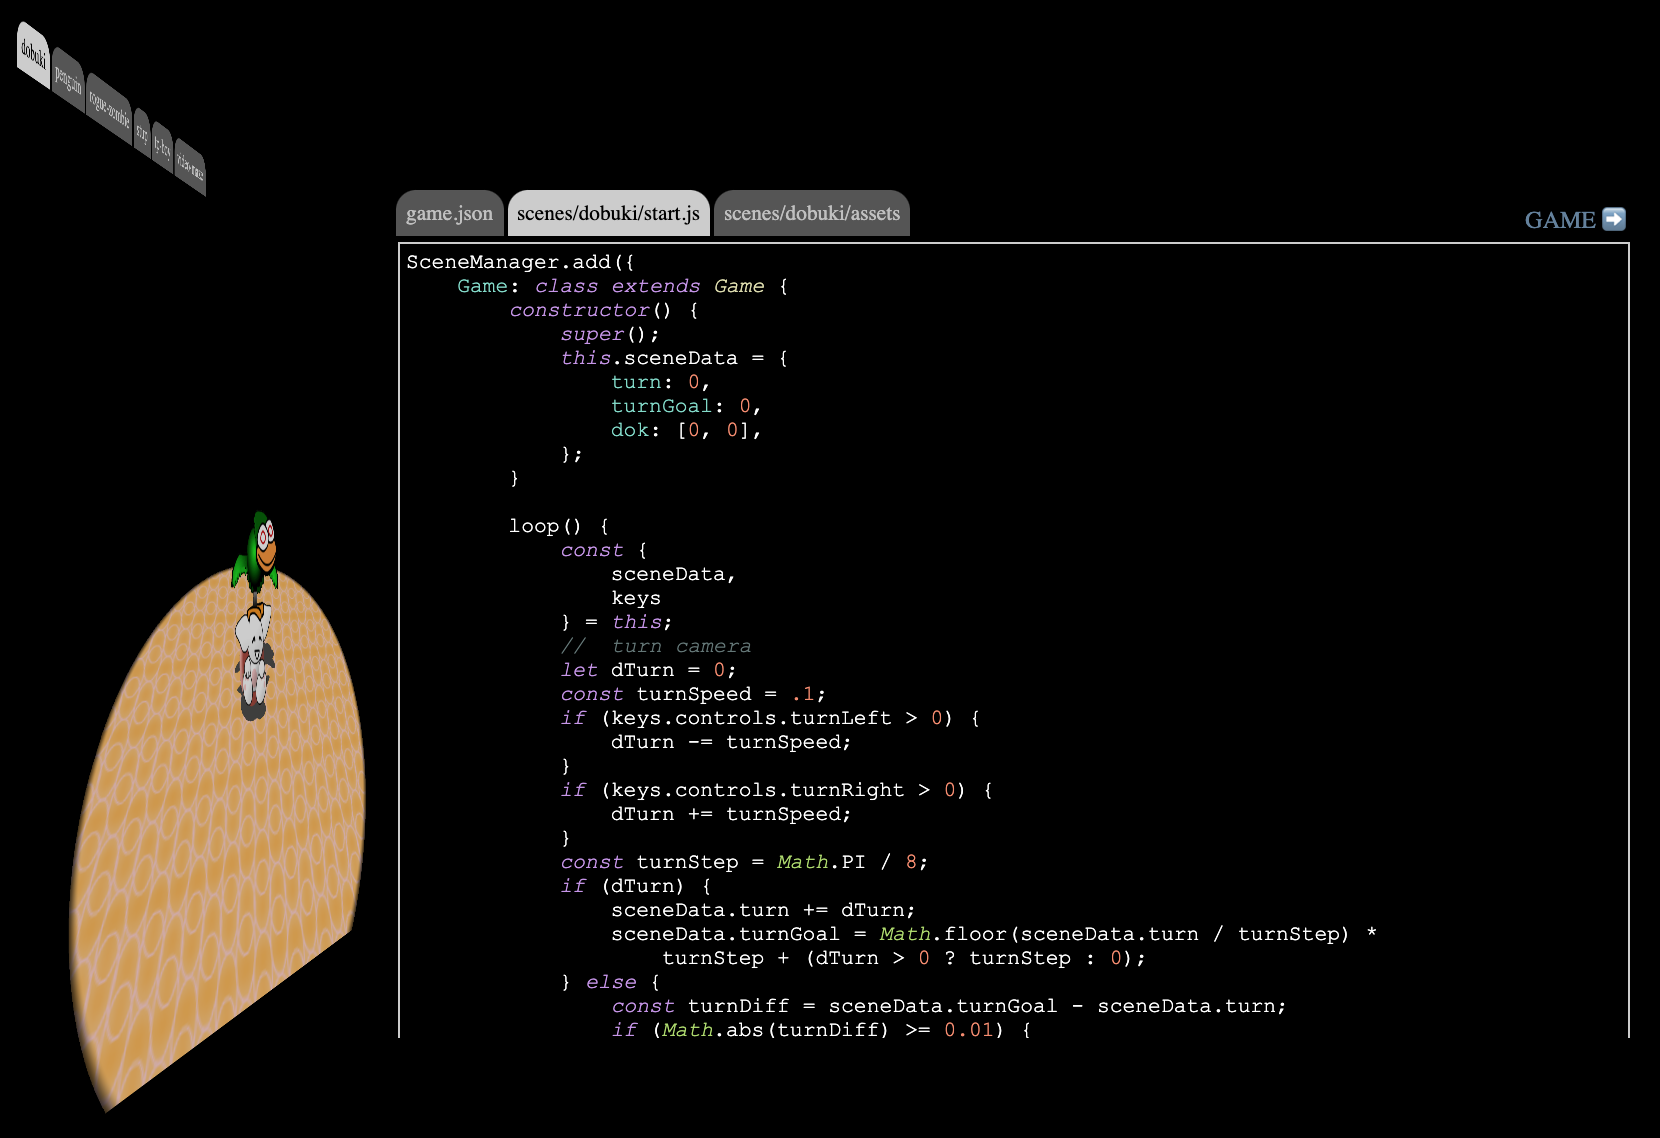 dobuki
penguin
rogue-zombie
game.json
scenes/dobuki/start.js
scenes/dobuki/assets
GAME ➡
SceneManager.add({
    Game: class extends Game {
        constructor() {
            super();
            this.sceneData = {
                turn: 0,
                turnGoal: 0,
                dok: [0, 0],
            };
        }
        loop() {
            const {
                sceneData,
                keys
            } = this;
            //  turn camera
            let dTurn = 0;
            const turnSpeed = .1;
            if (keys.controls.turnLeft > 0) {
                dTurn -= turnSpeed;
            }
            if (keys.controls.turnRight > 0) {
                dTurn += turnSpeed;
            }
            const turnStep = Math.PI / 8;
            if (dTurn) {
                sceneData.turn += dTurn;
                sceneData.turnGoal = Math.floor(sceneData.turn / turnStep) *
                    turnStep + (dTurn > 0 ? turnStep : 0);
            } else {
                const turnDiff = sceneData.turnGoal - sceneData.turn;
                if (Math.abs(turnDiff) >= 0.01) {